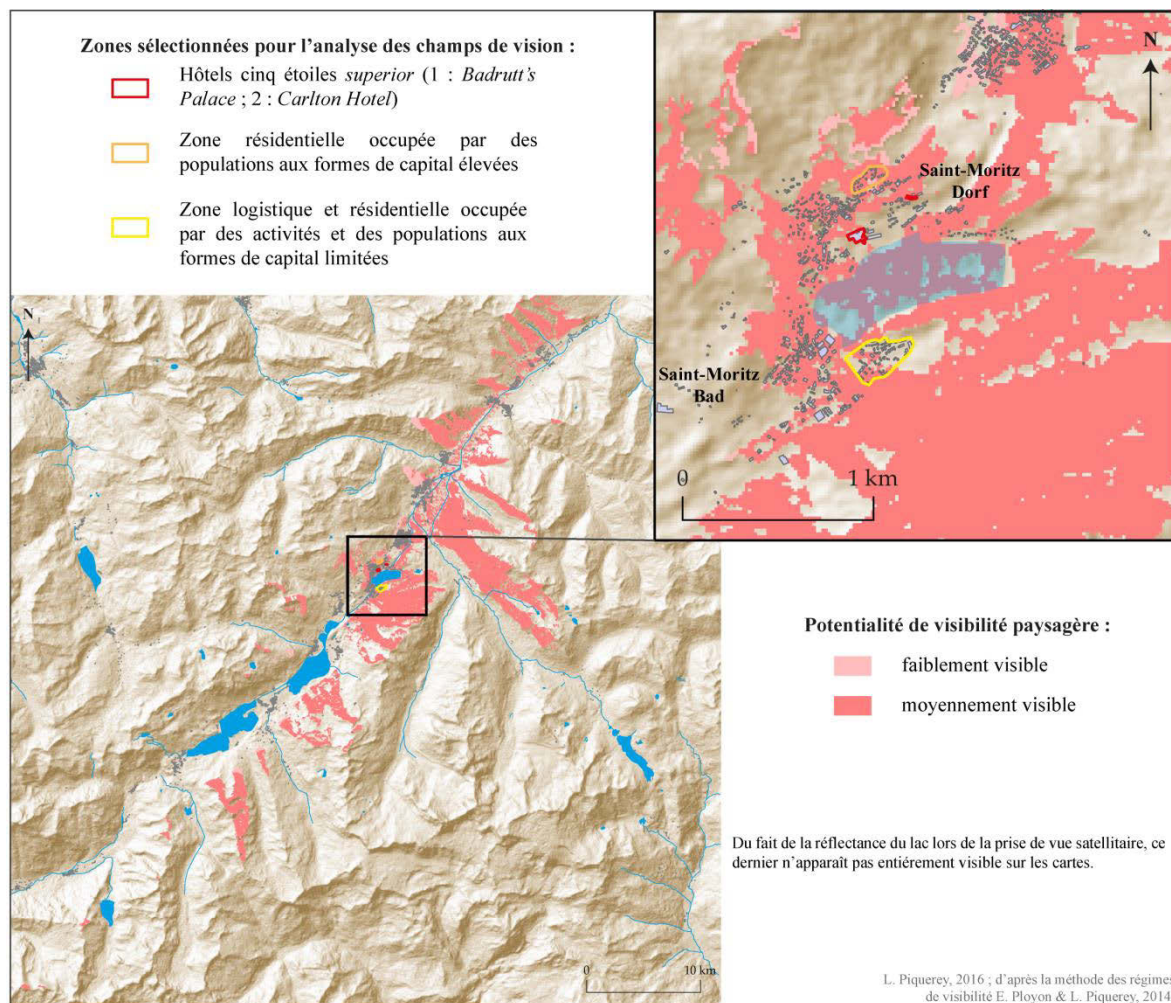 Zones sélectionnées pour l'analyse des champs de vision :
Hôtels cinq étoiles superior (1 : Badrutt's
Palace ; 2 : Carlton Hotel)
Zone résidentielle occupée par des
populations aux formes de capital élevées
Zone logistique et résidentielle occupée
par des activités et des populations aux
formes de capital limitées
N
Saint-Moritz
Dorf
Saint-Moritz
Bad
0 1 km
N
0 10 km
Potentialité de visibilité paysagère :
faiblement visible
moyennement visible
Du fait de la réflectance du lac lors de la prise de vue satellitaire, ce
dernier n'apparaît pas entiérement visible sur les cartes.
L. Piquerey, 2016 ; d'après la méthode des régimes
de visibilité E. Ployon & L. Piquerey, 2014